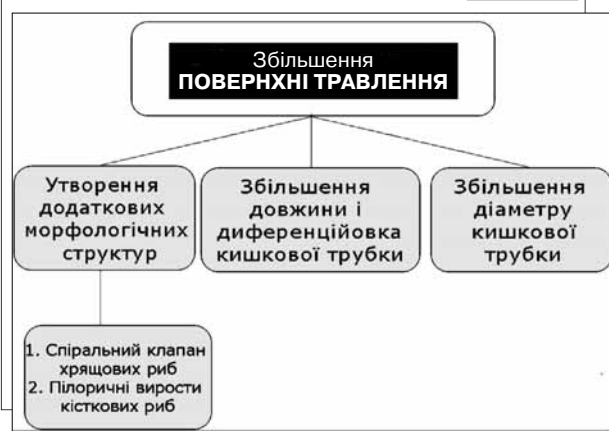 Збільшення
ПОВЕРНХНІ ТРАВЛЕННЯ
Утворення
додаткових
морфологічних
структур
Збільшення
довжини і
диференційовка
кишкової трубки
Збільшення
діаметру
кишкової
трубки
1. Спіральний клапан
хрящових риб
2. Пілоричні вирости
кісткових риб